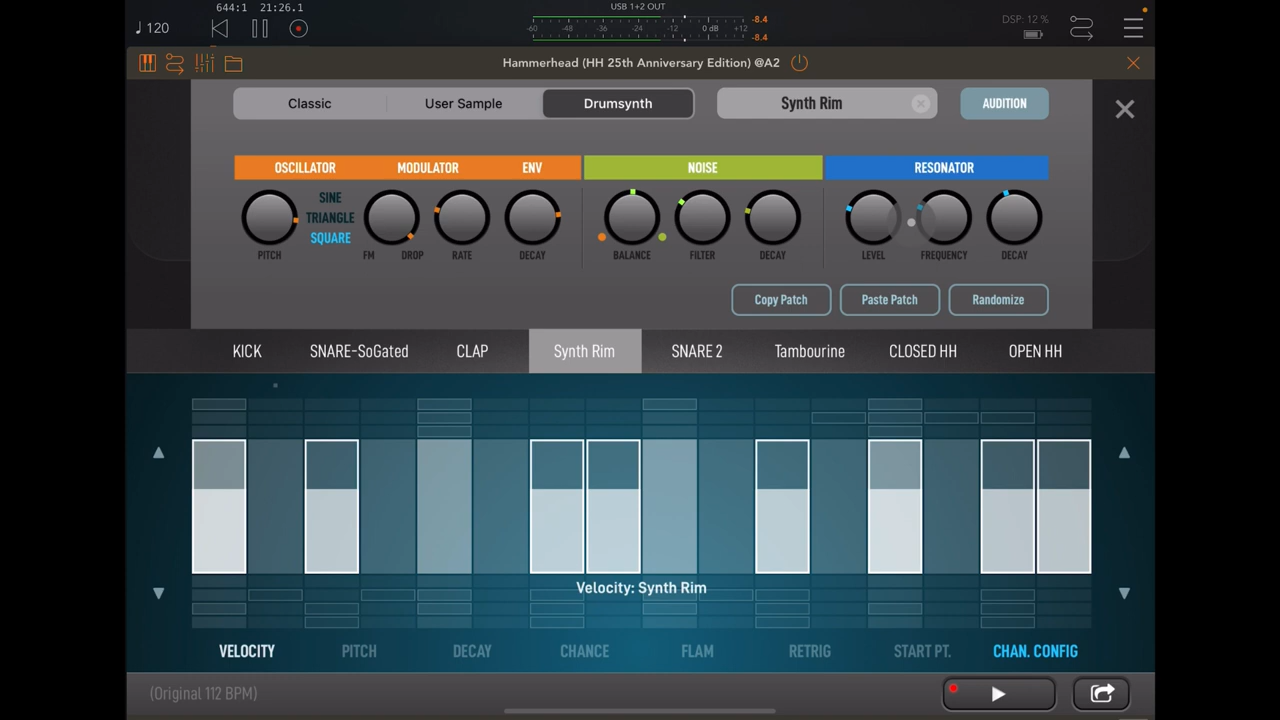 644:1 21:26.1
USB 1+2 OUT
♩120
-60 -48 -36 -24 -12 0 dB +12
-8.4
-8.4
DSP: 12 %
Hammerhead (HH 25th Anniversary Edition) @A2
Classic User Sample Drumsynth Synth Rim AUDITION
OSCILLATOR MODULATOR ENV NOISE RESONATOR
SINE
TRIANGLE
SQUARE
PITCH FM DROP RATE DECAY BALANCE FILTER DECAY LEVEL FREQUENCY DECAY
Copy Patch Paste Patch Randomize
KICK SNARE-SoGated CLAP Synth Rim SNARE 2 Tambourine CLOSED HH OPEN HH
Velocity: Synth Rim
VELOCITY PITCH DECAY CHANCE FLAM RETRIG START PT. CHAN. CONFIG
(Original 112 BPM)